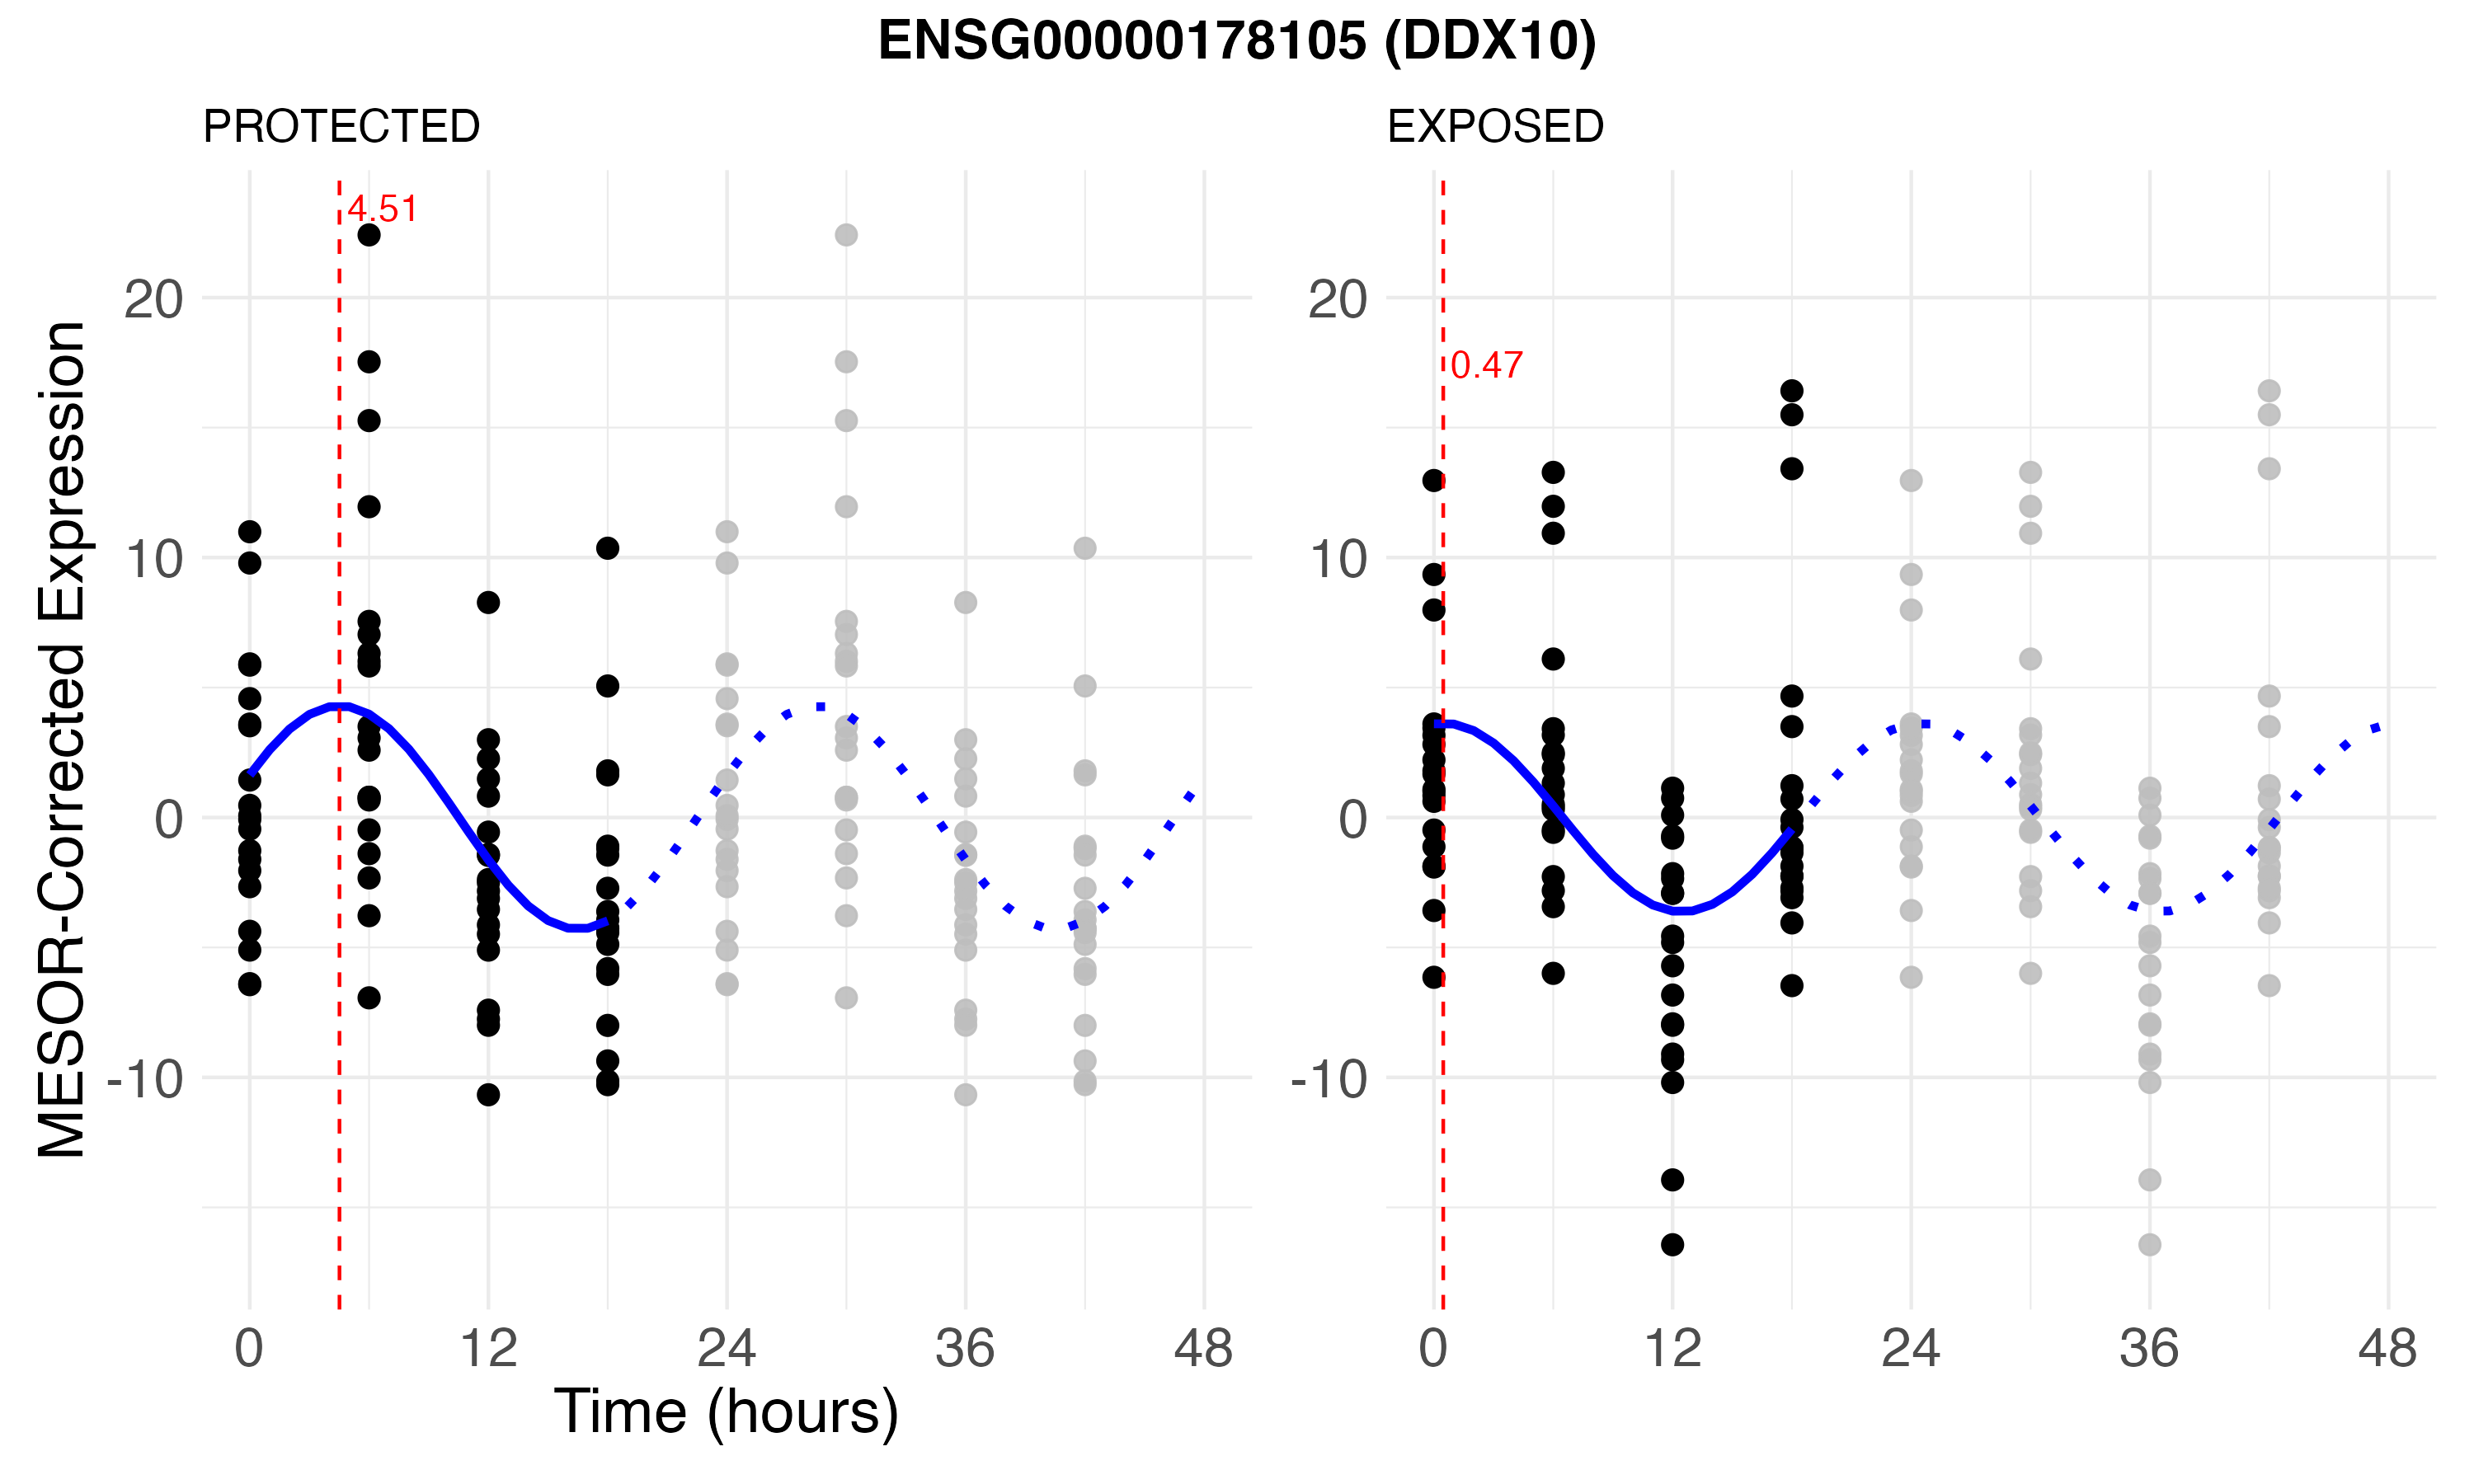 ENSG00000178105 (DDX10)
PROTECTED
4.51
20
10
0
-10
0 12 24 36 48
MESOR-Corrected Expression
Time (hours)
EXPOSED
0.47
20
10
0
-10
0 12 24 36 48